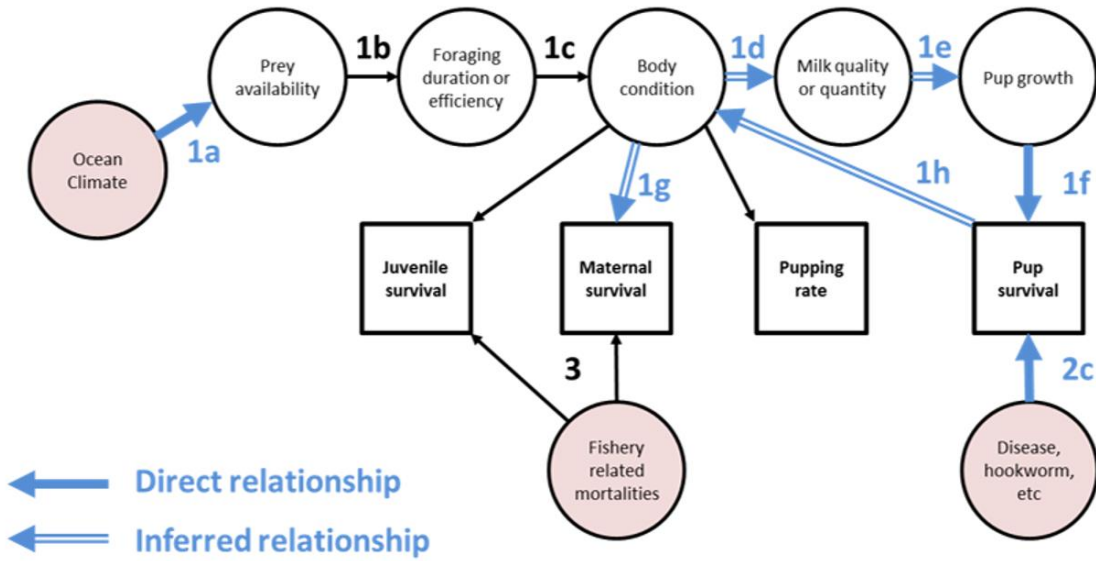 1b
1c
1d
1e
Prey
availability
Foraging
duration or
efficiency
Body
condition
Milk quality
or quantity
Pup growth
Ocean
Climate
1a
1g
1h
1f
Juvenile
survival
Maternal
survival
Pupping
rate
Pup
survival
3
2c
Fishery
related
mortalities
Disease,
hookworm,
etc
Direct relationship
Inferred relationship